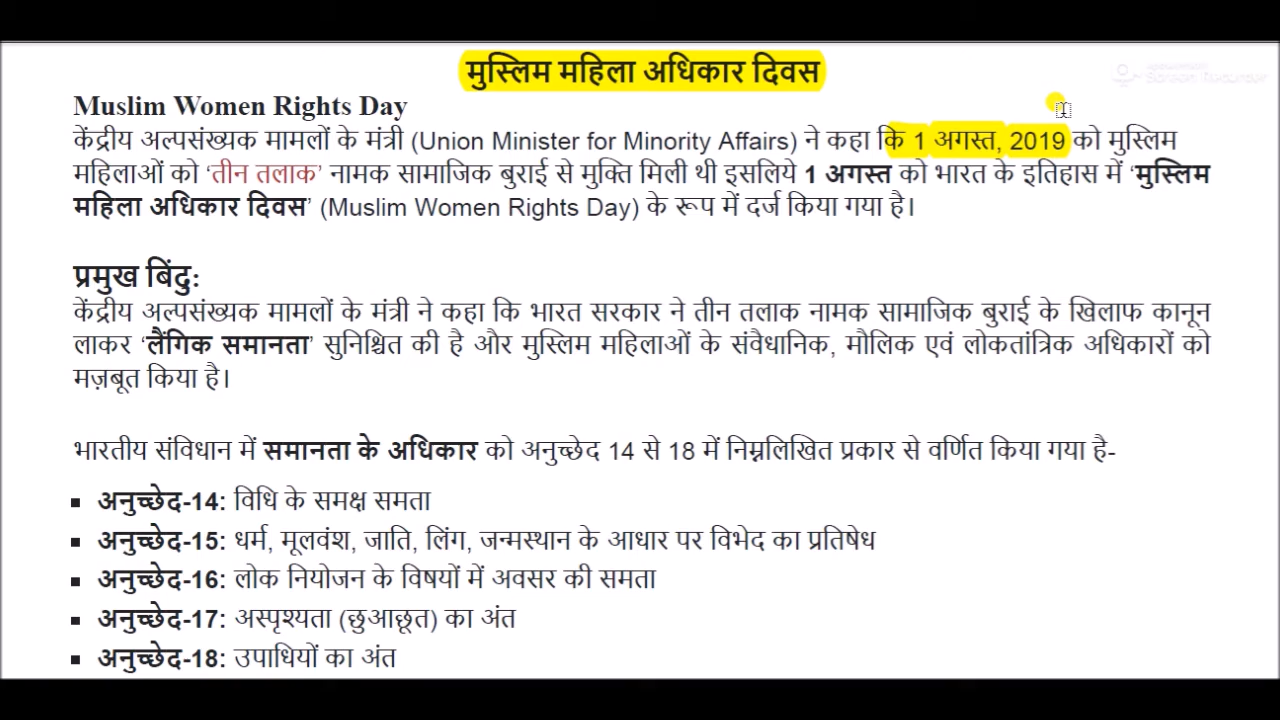 मुस्लिम महिला अधिकार दिवस
Muslim Women Rights Day
केंद्रीय अल्पसंख्यक मामलों के मंत्री (Union Minister for Minority Affairs) ने कहा कि 1 अगस्त, 2019 को मुस्लिम
महिलाओं को ‘तीन तलाक’ नामक सामाजिक बुराई से मुक्ति मिली थी इसलिये 1 अगस्त को भारत के इतिहास में ‘मुस्लिम
महिला अधिकार दिवस’ (Muslim Women Rights Day) के रूप में दर्ज किया गया है।
प्रमुख बिंदु:
केंद्रीय अल्पसंख्यक मामलों के मंत्री ने कहा कि भारत सरकार ने तीन तलाक नामक सामाजिक बुराई के खिलाफ कानून
लाकर ‘लैंगिक समानता’ सुनिश्चित की है और मुस्लिम महिलाओं के संवैधानिक, मौलिक एवं लोकतांत्रिक अधिकारों को
मज़बूत किया है।
भारतीय संविधान में समानता के अधिकार को अनुच्छेद 14 से 18 में निम्नलिखित प्रकार से वर्णित किया गया है-
▪ अनुच्छेद-14: विधि के समक्ष समता
▪ अनुच्छेद-15: धर्म, मूलवंश, जाति, लिंग, जन्मस्थान के आधार पर विभेद का प्रतिषेध
▪ अनुच्छेद-16: लोक नियोजन के विषयों में अवसर की समता
▪ अनुच्छेद-17: अस्पृश्यता (छुआछूत) का अंत
▪ अनुच्छेद-18: उपाधियों का अंत